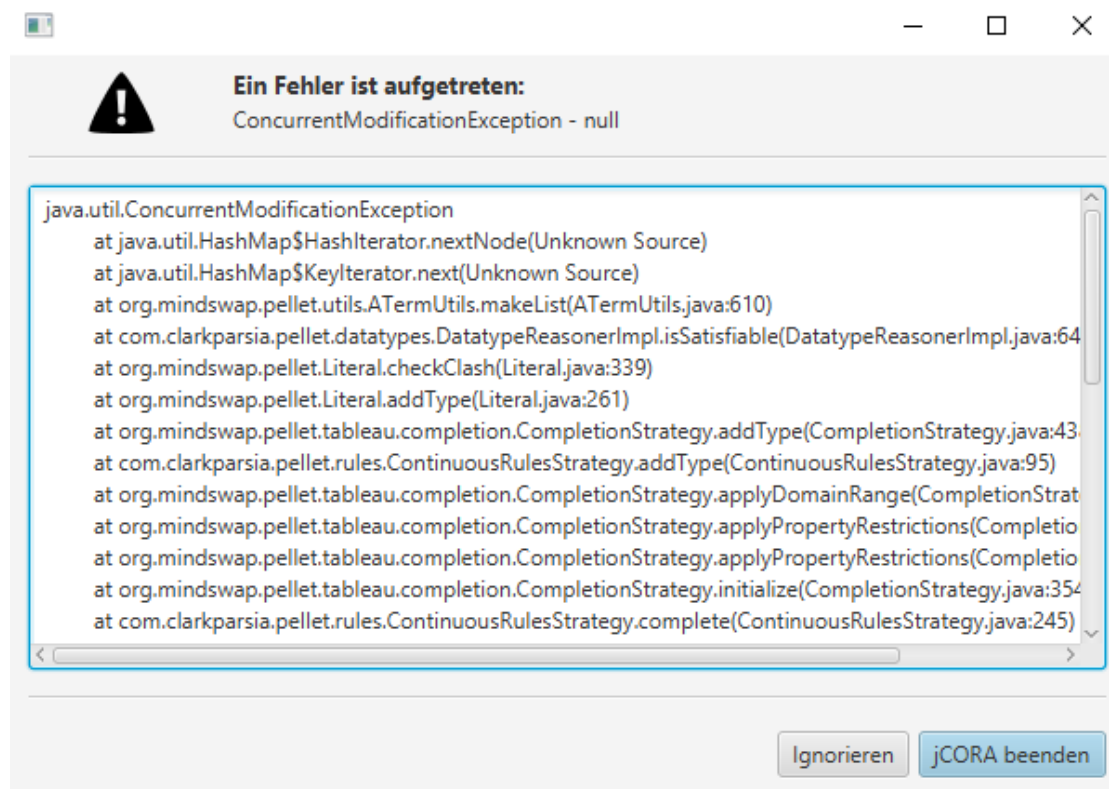 Ein Fehler ist aufgetreten:
ConcurrentModificationException - null
java.util.ConcurrentModificationException
at java.util.HashMap$HashIterator.nextNode(Unknown Source)
at java.util.HashMap$KeyIterator.next(Unknown Source)
at org.mindswap.pellet.utils.ATermUtils.makeList(ATermUtils.java:610)
at com.clarkparsia.pellet.datatypes.DatatypeReasonerImpl.isSatisfiable(DatatypeReasonerImpl.java:64
at org.mindswap.pellet.Literal.checkClash(Literal.java:339)
at org.mindswap.pellet.Literal.addType(Literal.java:261)
at org.mindswap.pellet.tableau.completion.CompletionStrategy.addType(CompletionStrategy.java:43
at com.clarkparsia.pellet.rules.ContinuousRulesStrategy.addType(ContinuousRulesStrategy.java:95)
at org.mindswap.pellet.tableau.completion.CompletionStrategy.applyDomainRange(CompletionStrat
at org.mindswap.pellet.tableau.completion.CompletionStrategy.applyPropertyRestrictions(Completio
at org.mindswap.pellet.tableau.completion.CompletionStrategy.applyPropertyRestrictions(Completio
at org.mindswap.pellet.tableau.completion.CompletionStrategy.initialize(CompletionStrategy.java:354
at com.clarkparsia.pellet.rules.ContinuousRulesStrategy.complete(ContinuousRulesStrategy.java:245)
Ignorieren
jCORA beenden